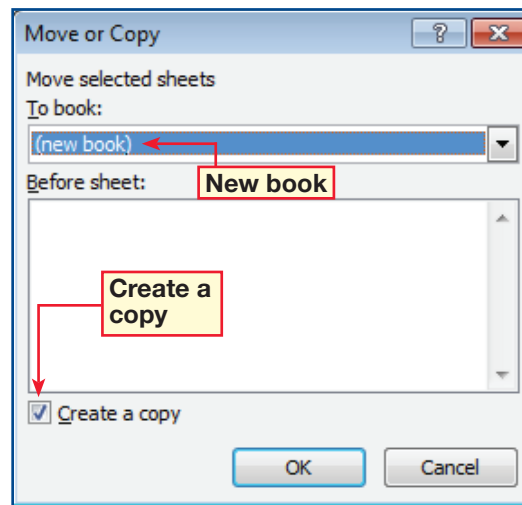 Move or Copy ?
Move selected sheets
To book:
(new book)
Before sheet:
New book
Create a
copy
Create a copy
OK
Cancel